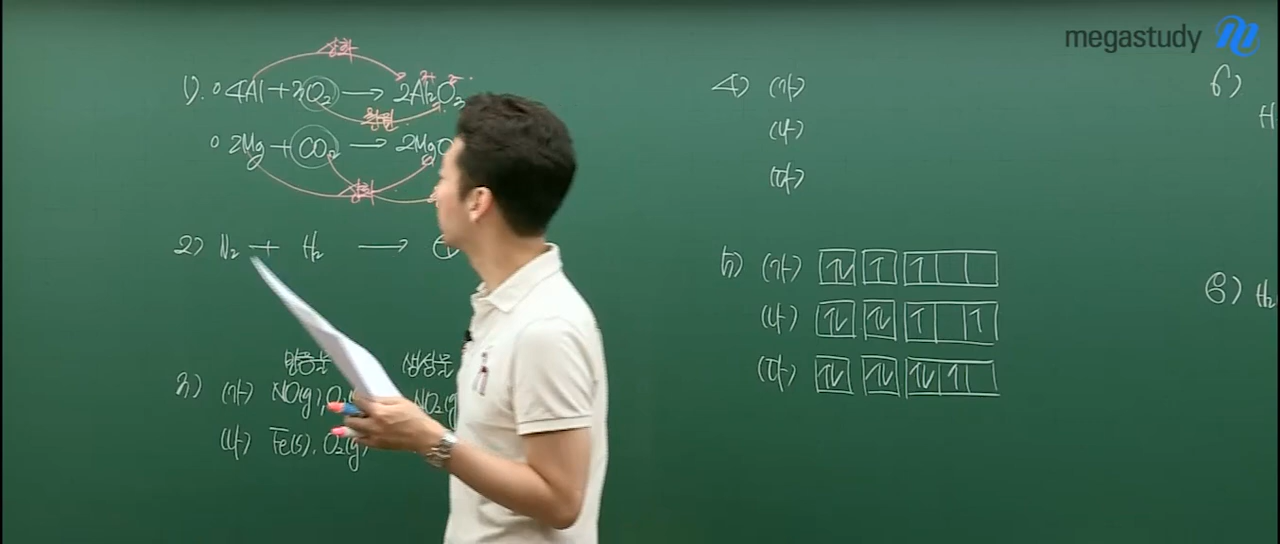 megastudy
1). ○ 4Al + 3O₂ → 2Al₂O₃
산화
3+ 2-
환원
○ 2Mg + CO₂ → 2MgO
산화
2) N₂ + H₂ →
반응물 생성물
3) (가) NO(g), O₂ NO₂(g
(나) Fe(s), O₂(g)
4) (가)
(나)
(다)
5) (가) ↑↓ ↑ ↑
(나) ↑↓ ↑↓ ↑ ↑
(다) ↑↓ ↑↓ ↑↓ ↑
6)
H
8) H₂